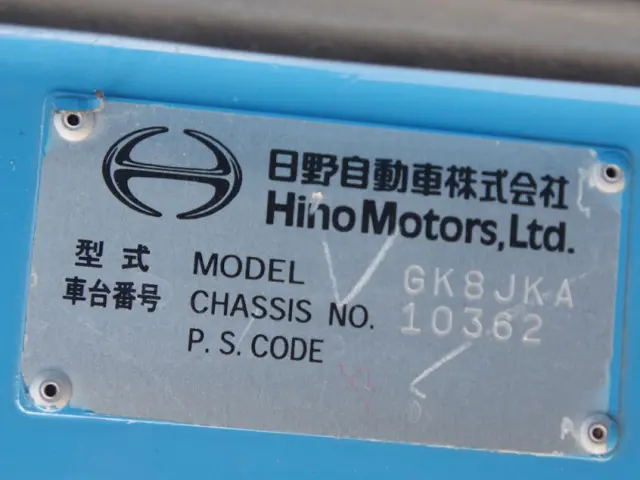 日野自動車株式会社
Hino Motors, Ltd.
型式 MODEL GK8JKA
車台番号 CHASSIS NO. 10362
P. S. CODE